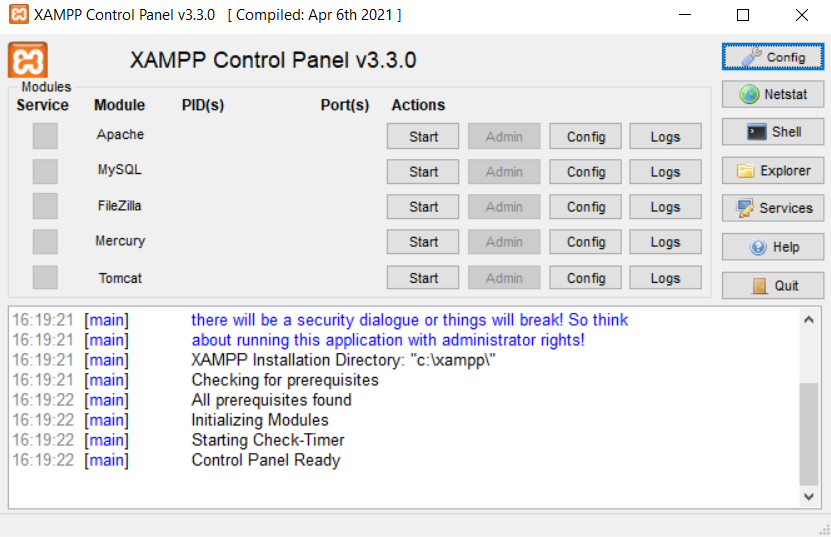 XAMPP Control Panel v3.3.0 [ Compiled: Apr 6th 2021 ]
XAMPP Control Panel v3.3.0
Config
Modules
Service Module PID(s) Port(s) Actions
Netstat
Apache Start Admin Config Logs
Shell
MySQL Start Admin Config Logs
Explorer
FileZilla Start Admin Config Logs
Services
Mercury Start Admin Config Logs
Help
Tomcat Start Admin Config Logs
Quit
16:19:21 [main] there will be a security dialogue or things will break! So think
16:19:21 [main] about running this application with administrator rights!
16:19:21 [main] XAMPP Installation Directory: "c:\xampp\"
16:19:21 [main] Checking for prerequisites
16:19:22 [main] All prerequisites found
16:19:22 [main] Initializing Modules
16:19:22 [main] Starting Check-Timer
16:19:22 [main] Control Panel Ready